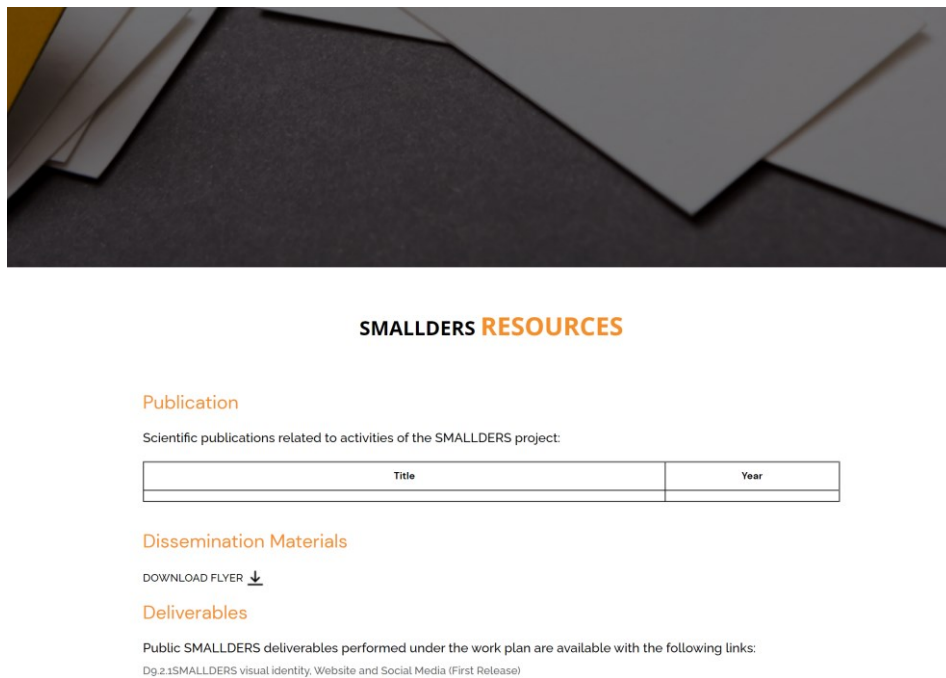 SMALLDERS RESOURCES
Publication
Scientific publications related to activities of the SMALLDERS project:
Title Year
Dissemination Materials
DOWNLOAD FLYER
Deliverables
Public SMALLDERS deliverables performed under the work plan are available with the following links:
D9.2.1SMALLDERS visual identity, Website and Social Media (First Release)